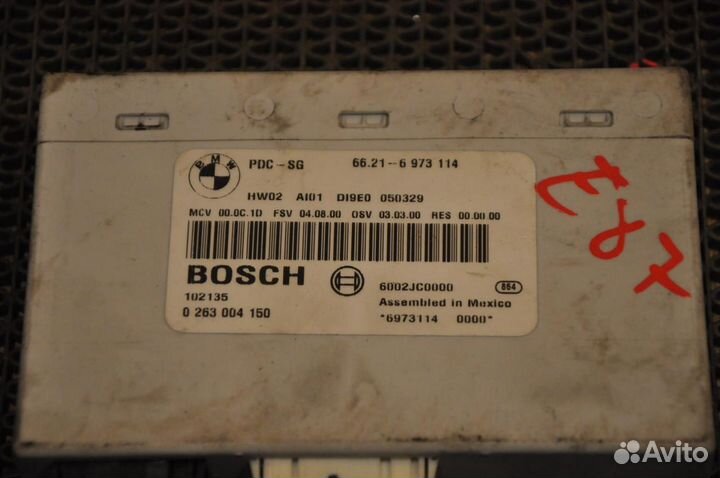 BMW
PDC-SG 66.21-6 973 114
HW02 AI01 DI9E0 050329
MCV 00.0C.1D FSV 04.08.00 OSV 03.03.00 RES 00.00.00
BOSCH
6002JC0000 864
102135 Assembled in Mexico
0 263 004 150 *6973114 0000*
E87
Avito